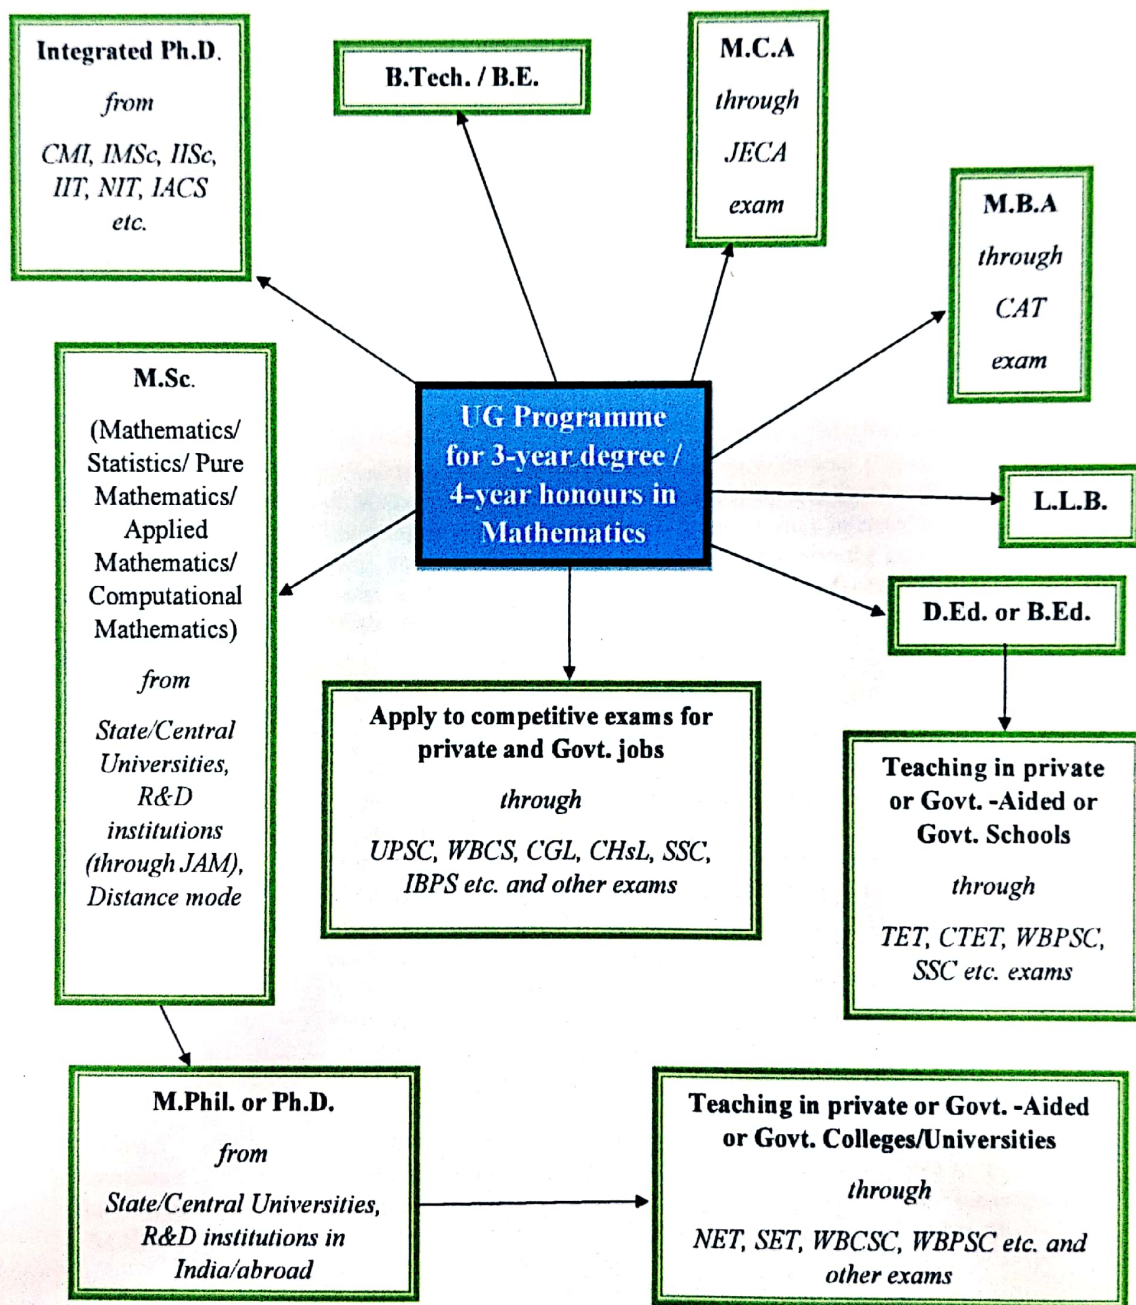 Integrated Ph.D.
from
CMI, IMSc, IISc,
IIT, NIT, IACS
etc.
B.Tech. / B.E.
M.C.A
through
JECA
exam
M.B.A
through
CAT
exam
UG Programme
for 3-year degree /
4-year honours in
Mathematics
M.Sc.
(Mathematics/
Statistics/ Pure
Mathematics/
Applied
Mathematics/
Computational
Mathematics)
from
State/Central
Universities,
R&D
institutions
(through JAM),
Distance mode
L.L.B.
D.Ed. or B.Ed.
Apply to competitive exams for
private and Govt. jobs
through
UPSC, WBCS, CGL, CHsL, SSC,
IBPS etc. and other exams
Teaching in private
or Govt. -Aided or
Govt. Schools
through
TET, CTET, WBPSC,
SSC etc. exams
M.Phil. or Ph.D.
from
State/Central Universities,
R&D institutions in
India/abroad
Teaching in private or Govt. -Aided
or Govt. Colleges/Universities
through
NET, SET, WBCSC, WBPSC etc. and
other exams